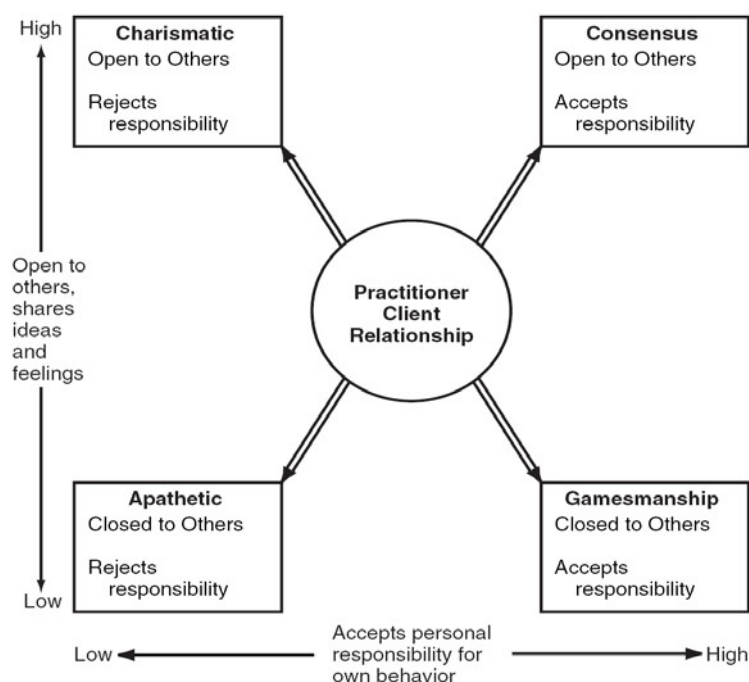 High
Charismatic
Open to Others
Rejects
responsibility
Consensus
Open to Others
Accepts
responsibility
Open to
others,
shares
ideas
and
feelings
Practitioner
Client
Relationship
Apathetic
Closed to Others
Rejects
responsibility
Gamesmanship
Closed to Others
Accepts
responsibility
Low
Low
Accepts personal
responsibility for
own behavior
High